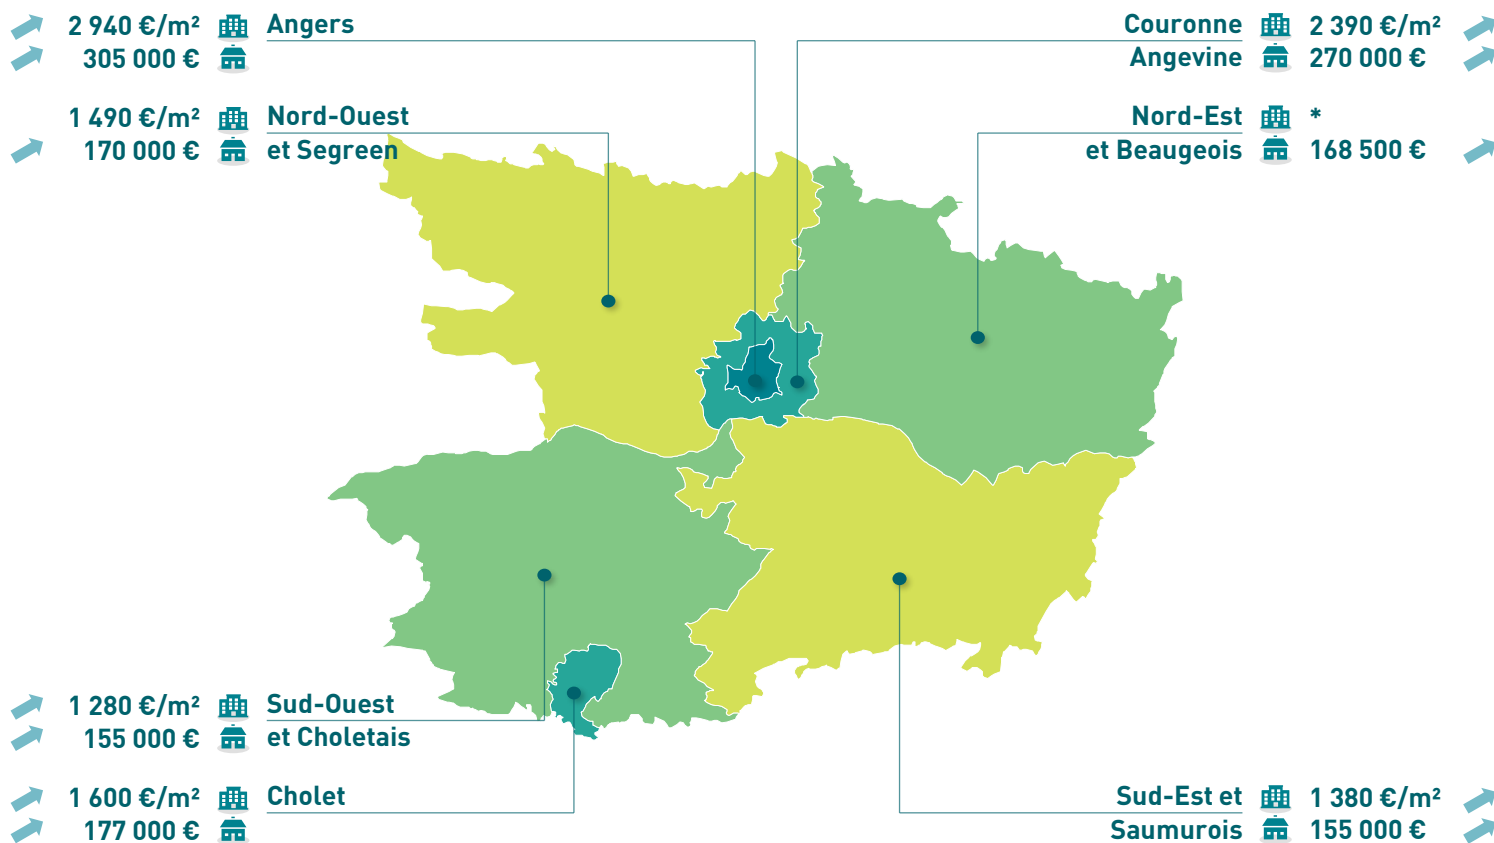 2 940 €/m² Angers
305 000 €
1 490 €/m² Nord-Ouest
170 000 € et Segreen
Couronne 2 390 €/m²
Angevine 270 000 €
Nord-Est *
et Beaugeois 168 500 €
1 280 €/m² Sud-Ouest
155 000 € et Choletais
1 600 €/m² Cholet
177 000 €
Sud-Est et 1 380 €/m²
Saumurois 155 000 €